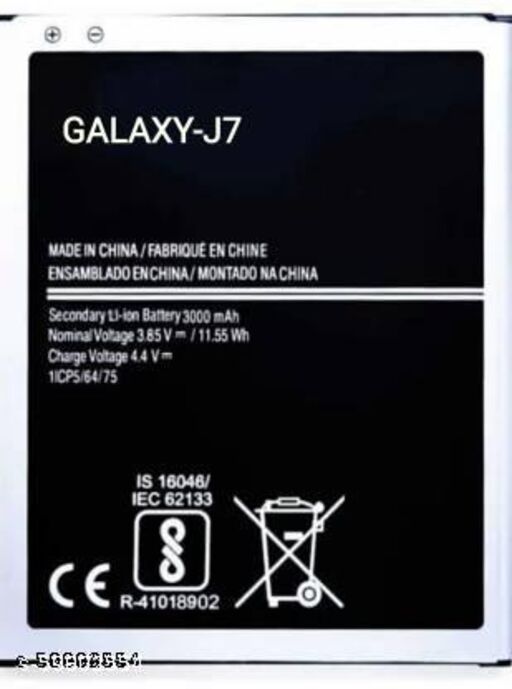 GALAXY-J7
MADE IN CHINA / FABRIQUÉ EN CHINE
ENSAMBLADO EN CHINA / MONTADO NA CHINA
Secondary Li-ion Battery 3000 mAh
Nominal Voltage 3.85 V ⎓ / 11.55 Wh
Charge Voltage 4.4 V ⎓
1ICP5/64/75
IS 16046/
IEC 62133
CE
R-41018902